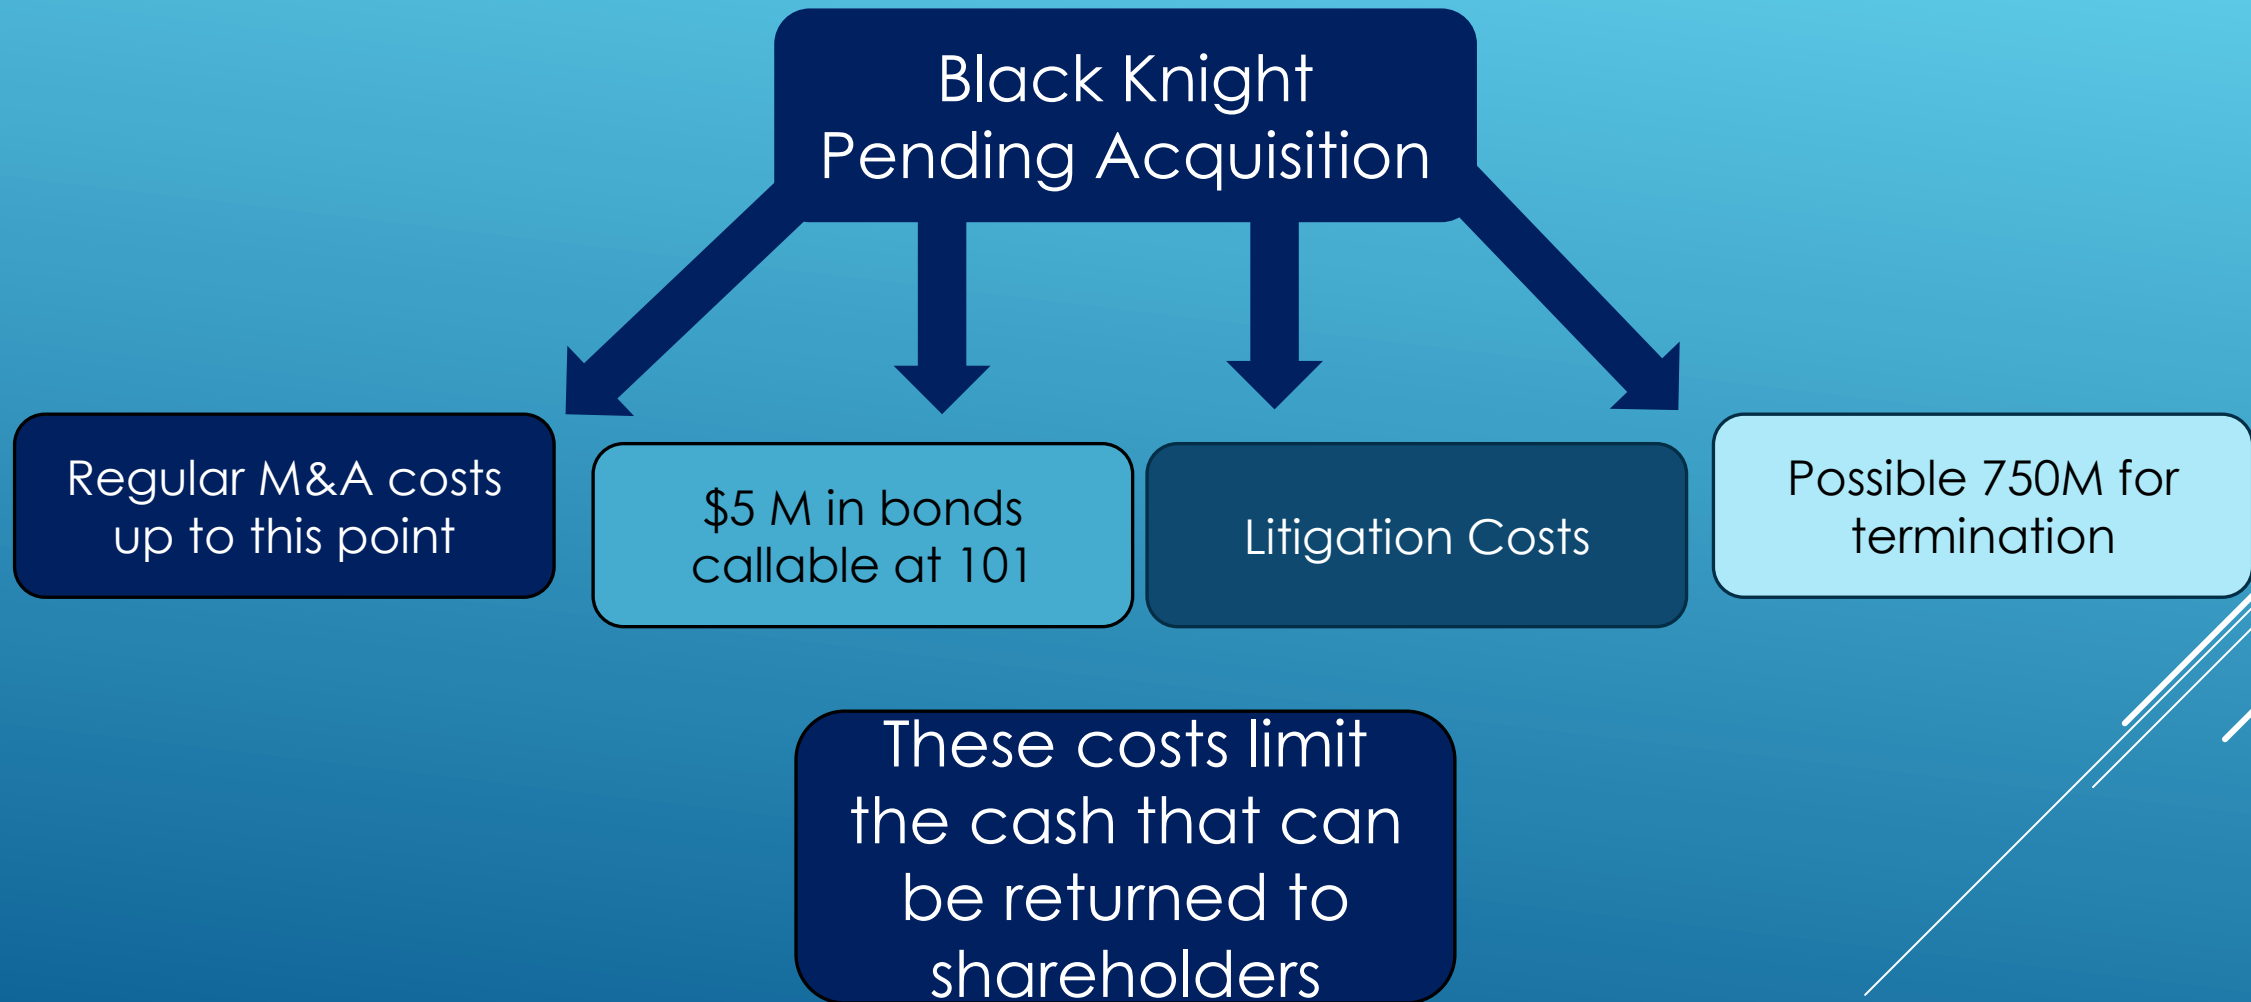 Black Knight
Pending Acquisition
Regular M&A costs
up to this point
$5 M in bonds
callable at 101
Litigation Costs
Possible 750M for
termination
These costs limit
the cash that can
be returned to
shareholders